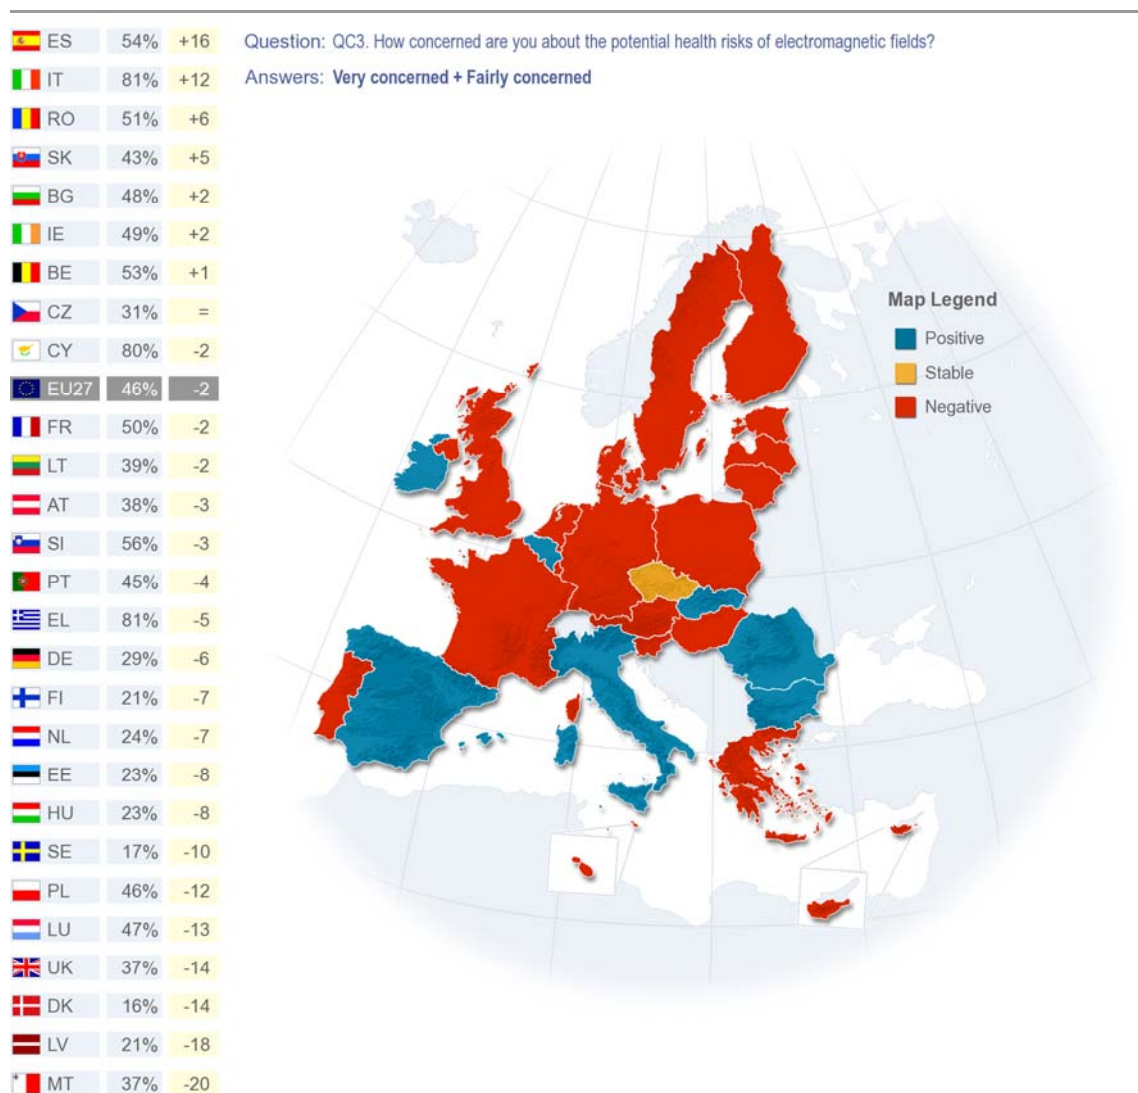 ES 54% +16
Question: QC3. How concerned are you about the potential health risks of electromagnetic fields?
IT 81% +12
Answers: Very concerned + Fairly concerned
RO 51% +6
SK 43% +5
BG 48% +2
IE 49% +2
BE 53% +1
CZ 31% =
CY 80% -2
EU27 46% -2
FR 50% -2
LT 39% -2
AT 38% -3
SI 56% -3
PT 45% -4
EL 81% -5
DE 29% -6
FI 21% -7
NL 24% -7
EE 23% -8
HU 23% -8
SE 17% -10
PL 46% -12
LU 47% -13
UK 37% -14
DK 16% -14
LV 21% -18
MT 37% -20
Map Legend
Positive
Stable
Negative